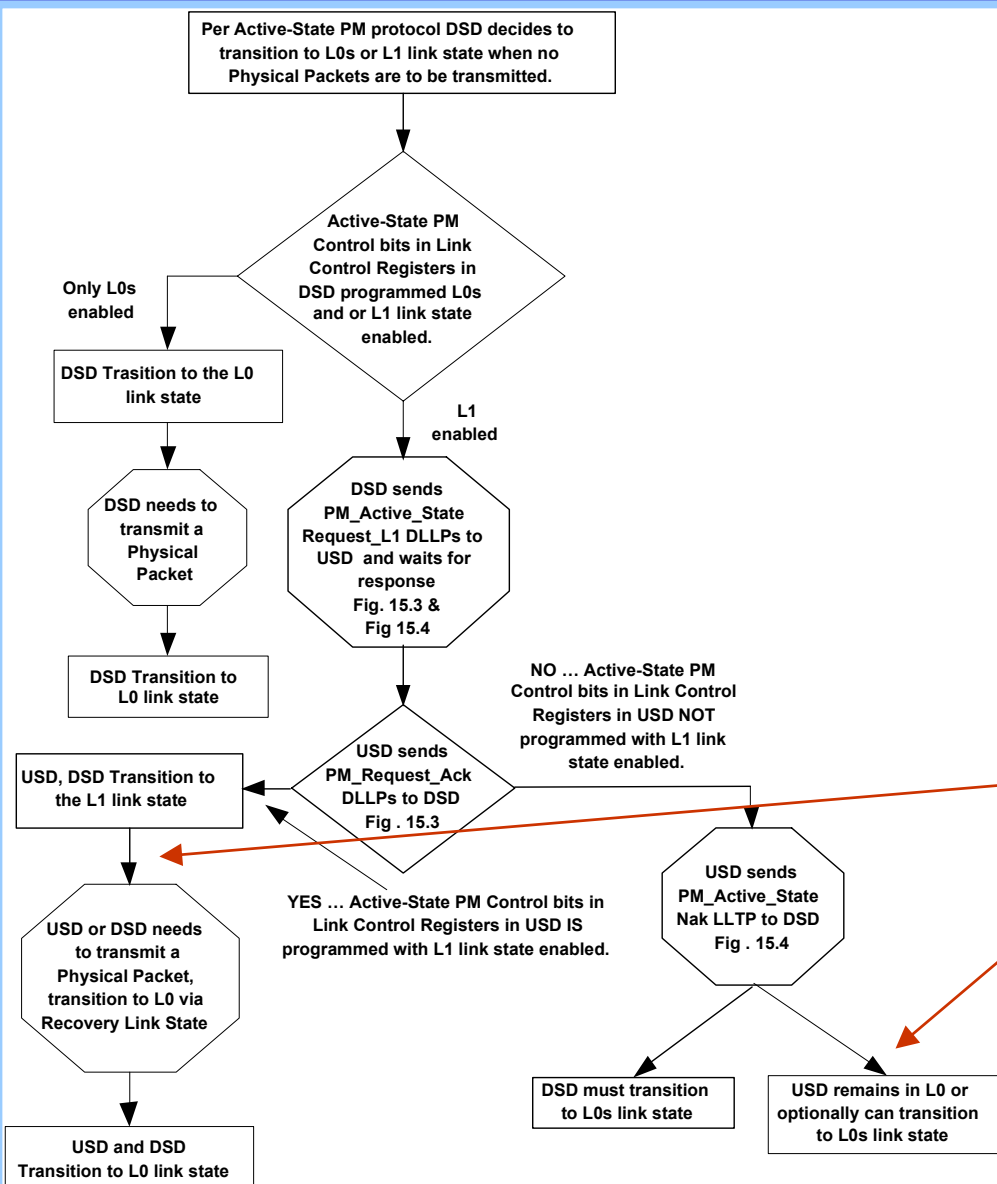 Per Active-State PM protocol DSD decides to
transition to L0s or L1 link state when no
Physical Packets are to be transmitted.
Active-State PM
Control bits in Link
Control Registers in
DSD programmed L0s
and or L1 link state
enabled.
Only L0s
enabled
DSD Trasition to the L0
link state
L1
enabled
DSD needs to
transmit a
Physical
Packet
DSD sends
PM_Active_State
Request_L1 DLLPs to
USD and waits for
response
Fig. 15.3 &
Fig 15.4
DSD Transition to
L0 link state
NO … Active-State PM
Control bits in Link Control
Registers in USD NOT
programmed with L1 link
state enabled.
USD sends
PM_Request_Ack
DLLPs to DSD
Fig . 15.3
USD, DSD Transition to
the L1 link state
YES … Active-State PM Control bits in
Link Control Registers in USD IS
programmed with L1 link state enabled.
USD sends
PM_Active_State
Nak LLTP to DSD
Fig . 15.4
USD or DSD needs
to transmit a
Physical Packet,
transition to L0 via
Recovery Link State
DSD must transition
to L0s link state
USD remains in L0 or
optionally can transition
to L0s link state
USD and DSD
Transition to L0 link state